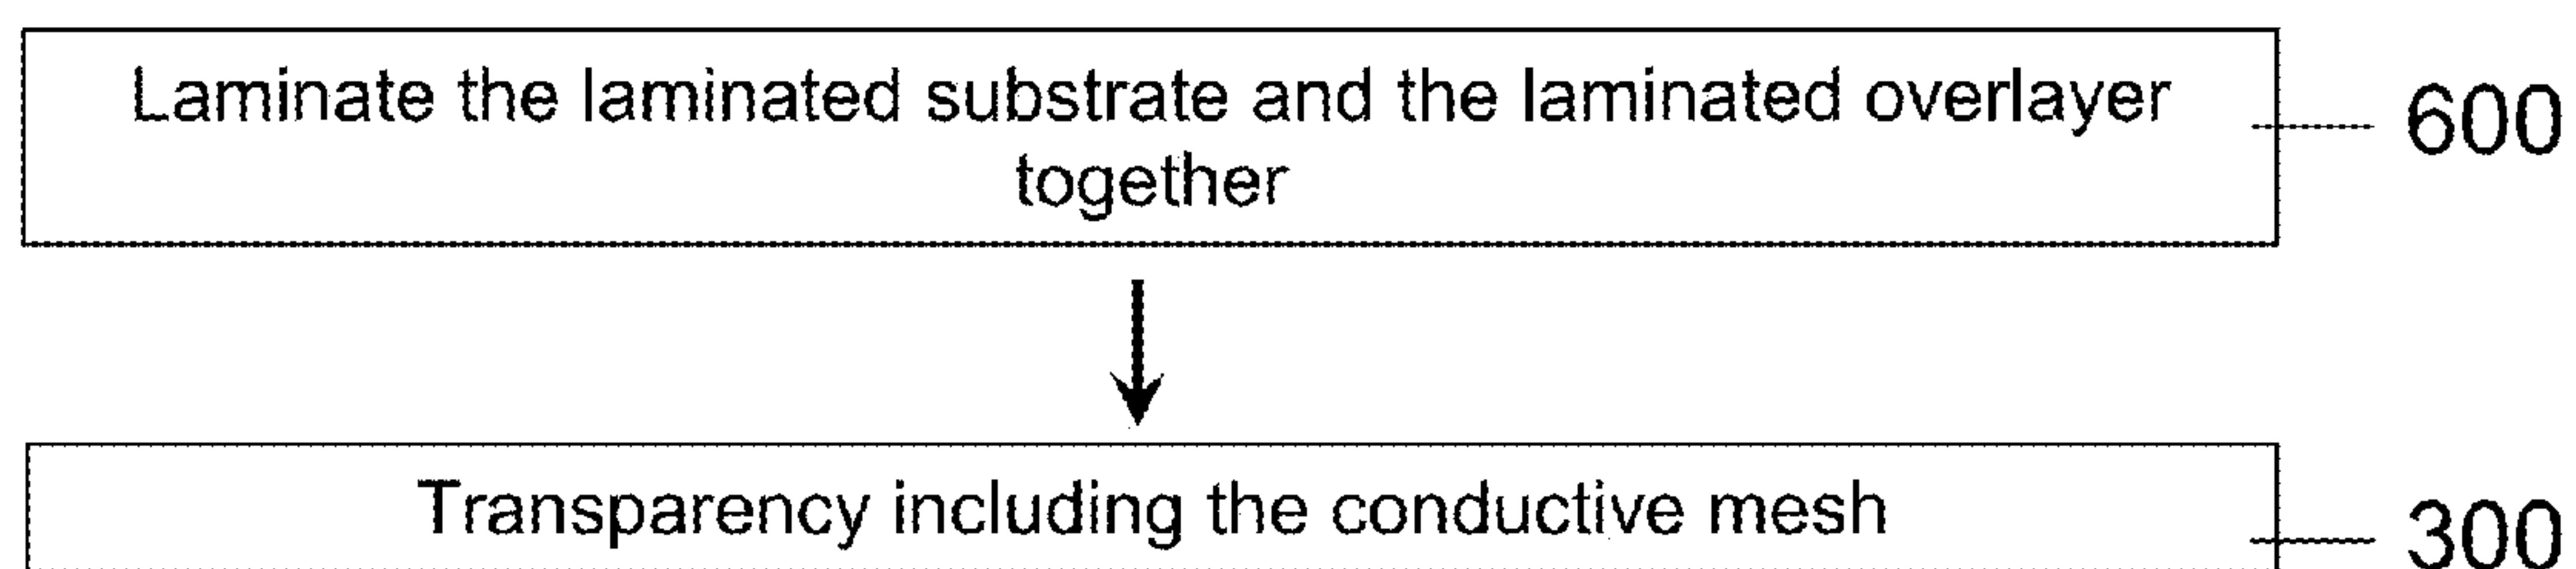 Laminate the laminated substrate and the laminated overlayer
together
600
Transparency including the conductive mesh
300